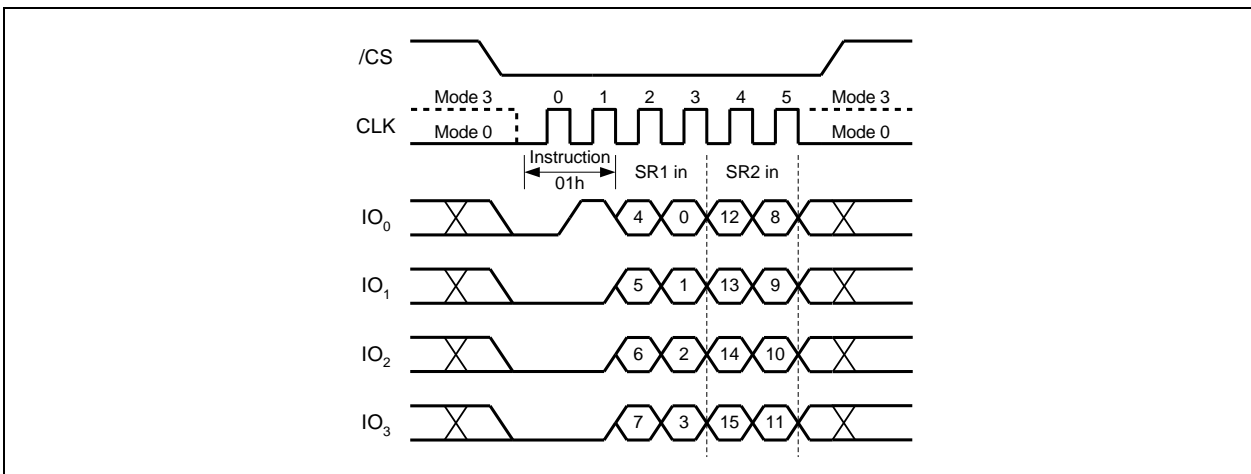 /CS
Mode 3 0 1 2 3 4 5 Mode 3
CLK Mode 0 Mode 0
Instruction SR1 in SR2 in
01h
IO0 4 0 12 8
IO1 5 1 13 9
IO2 6 2 14 10
IO3 7 3 15 11